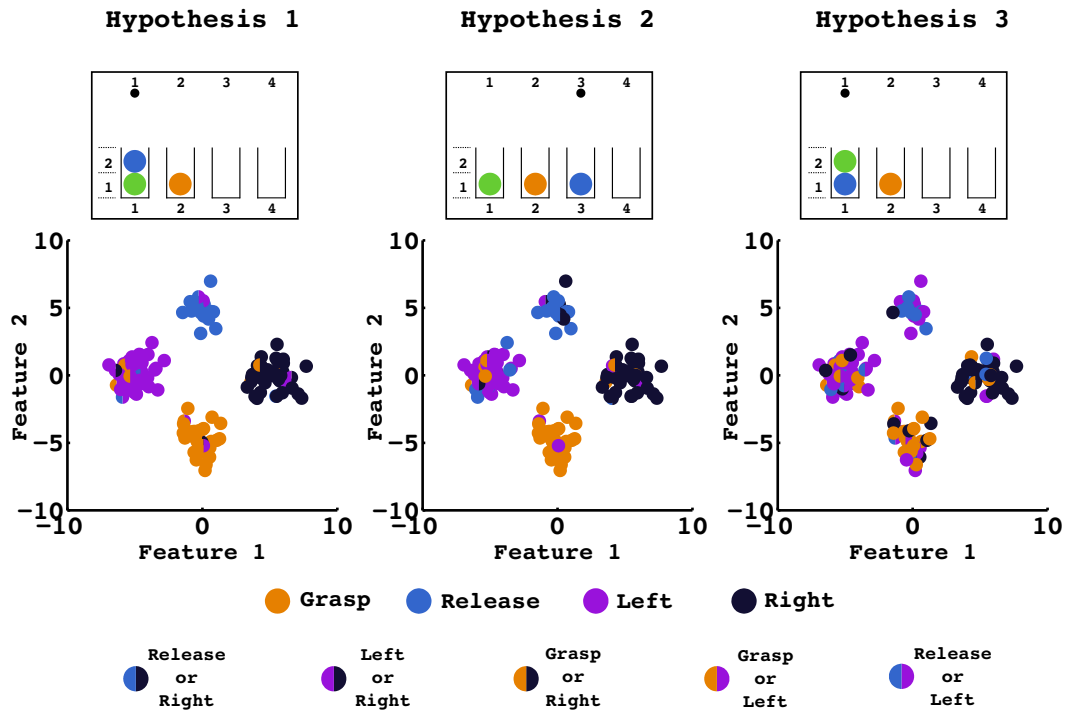 Hypothesis 1
Hypothesis 2
Hypothesis 3
1 2 3 4
2
1
1 2 3 4
1 2 3 4
2
1
1 2 3 4
1 2 3 4
2
1
1 2 3 4
10
5
0
−5
−10
Feature 2
−10 0 10
Feature 1
10
5
0
−5
−10
Feature 2
−10 0 10
Feature 1
10
5
0
−5
−10
Feature 2
−10 0 10
Feature 1
Grasp
Release
Left
Right
Release
or
Right
Left
or
Right
Grasp
or
Right
Grasp
or
Left
Release
or
Left